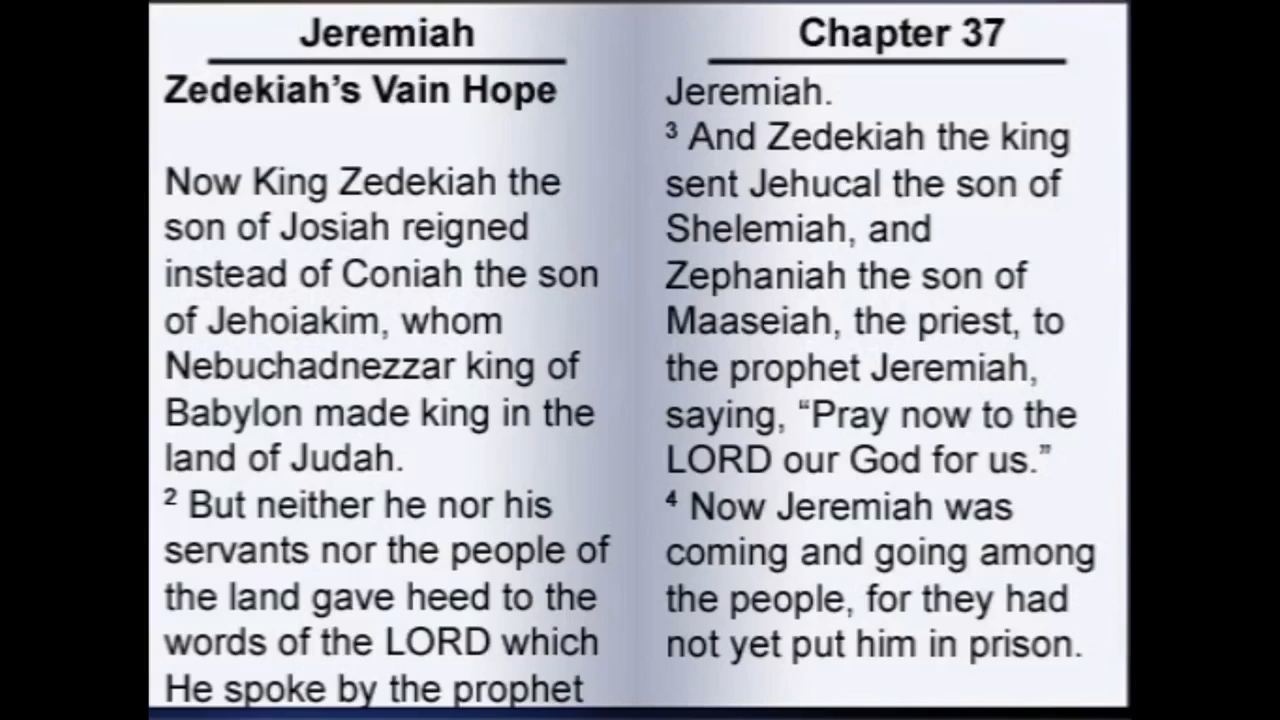 Jeremiah
Zedekiah’s Vain Hope
Now King Zedekiah the
son of Josiah reigned
instead of Coniah the son
of Jehoiakim, whom
Nebuchadnezzar king of
Babylon made king in the
land of Judah.
² But neither he nor his
servants nor the people of
the land gave heed to the
words of the LORD which
He spoke by the prophet
Chapter 37
Jeremiah.
³ And Zedekiah the king
sent Jehucal the son of
Shelemiah, and
Zephaniah the son of
Maaseiah, the priest, to
the prophet Jeremiah,
saying, “Pray now to the
LORD our God for us.”
⁴ Now Jeremiah was
coming and going among
the people, for they had
not yet put him in prison.